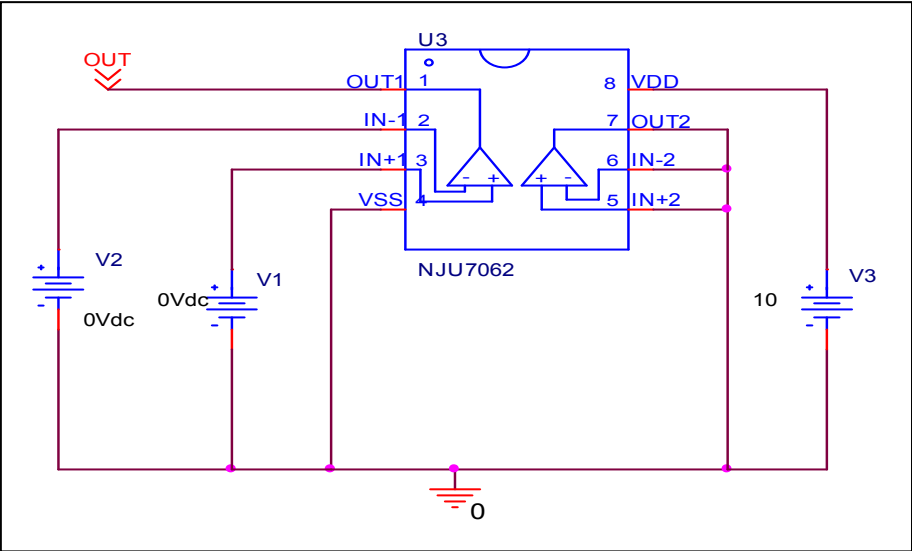 U3
OUT
OUT1 1 8 VDD
IN-1 2 7 OUT2
IN+1 3 6 IN-2
VSS 4 5 IN+2
- + + -
NJU7062
+ V2
-
0Vdc
+ V1
0Vdc
-
+ V3
10
-
0